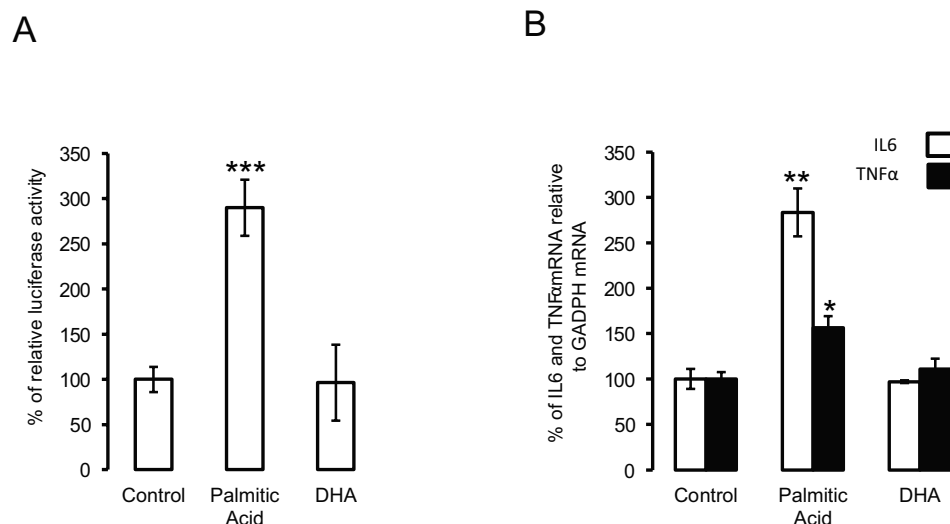 A
% of relative luciferase activity
350
300
250
200
150
100
50
0
***
Control
Palmitic
Acid
DHA
B
% of IL6 and TNFαmRNA relative
to GADPH mRNA
350
300
250
200
150
100
50
0
IL6
TNFα
**
*
Control
Palmitic
Acid
DHA